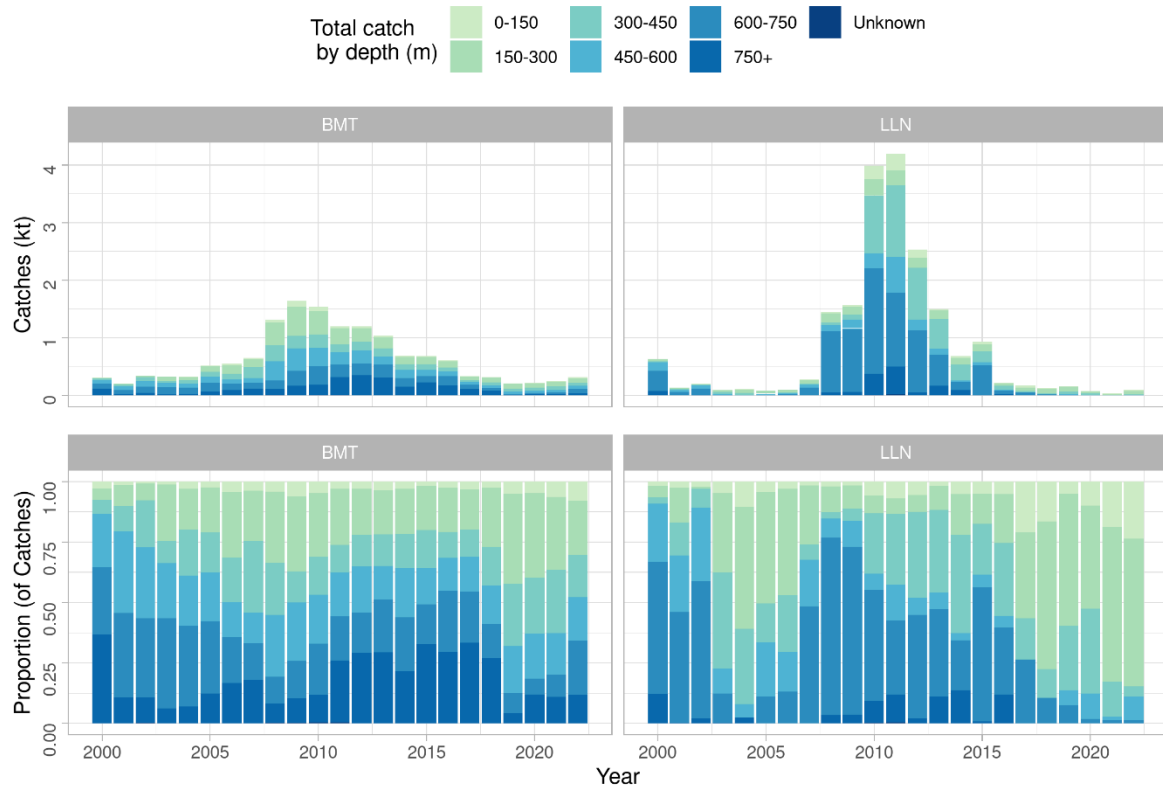 Total catch
by depth (m)
0-150
300-450
600-750
Unknown
150-300
450-600
750+
BMT
LLN
Catches (kt)
4
3
2
1
0
BMT
LLN
Proportion (of Catches)
1.00
0.75
0.50
0.25
0.00
2000
2005
2010
2015
2020
2000
2005
2010
2015
2020
Year